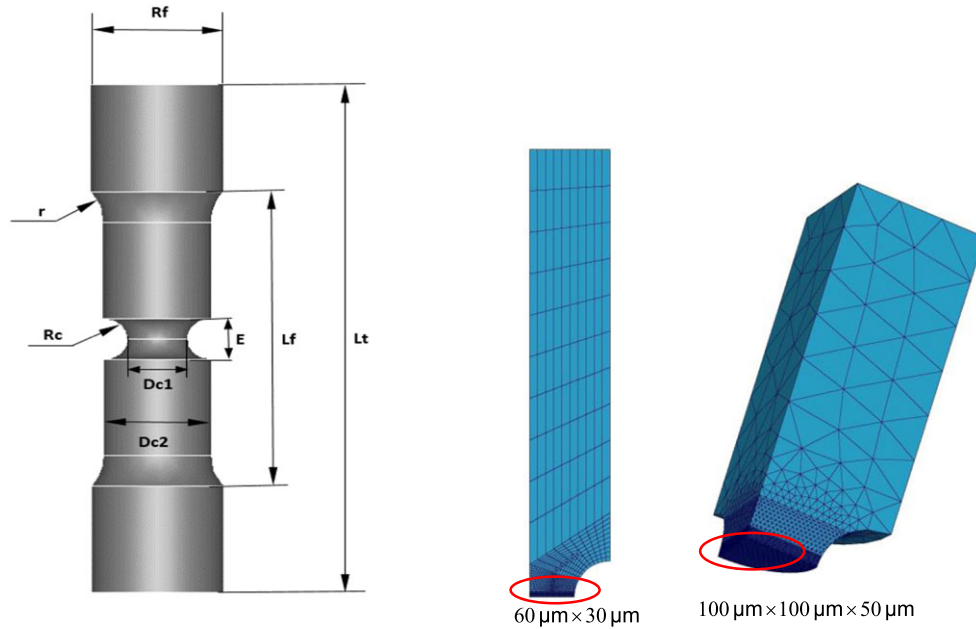 Rf
r
Rc
E
Lf
Lt
Dc1
Dc2
60 µm × 30 µm
100 µm × 100 µm × 50 µm